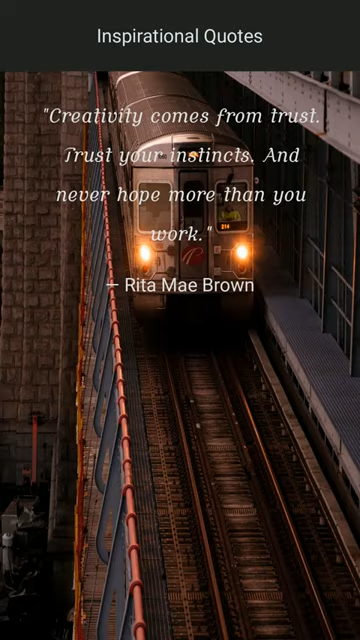 Inspirational Quotes
"Creativity comes from trust.
Trust your instincts. And
never hope more than you
work."
— Rita Mae Brown
214